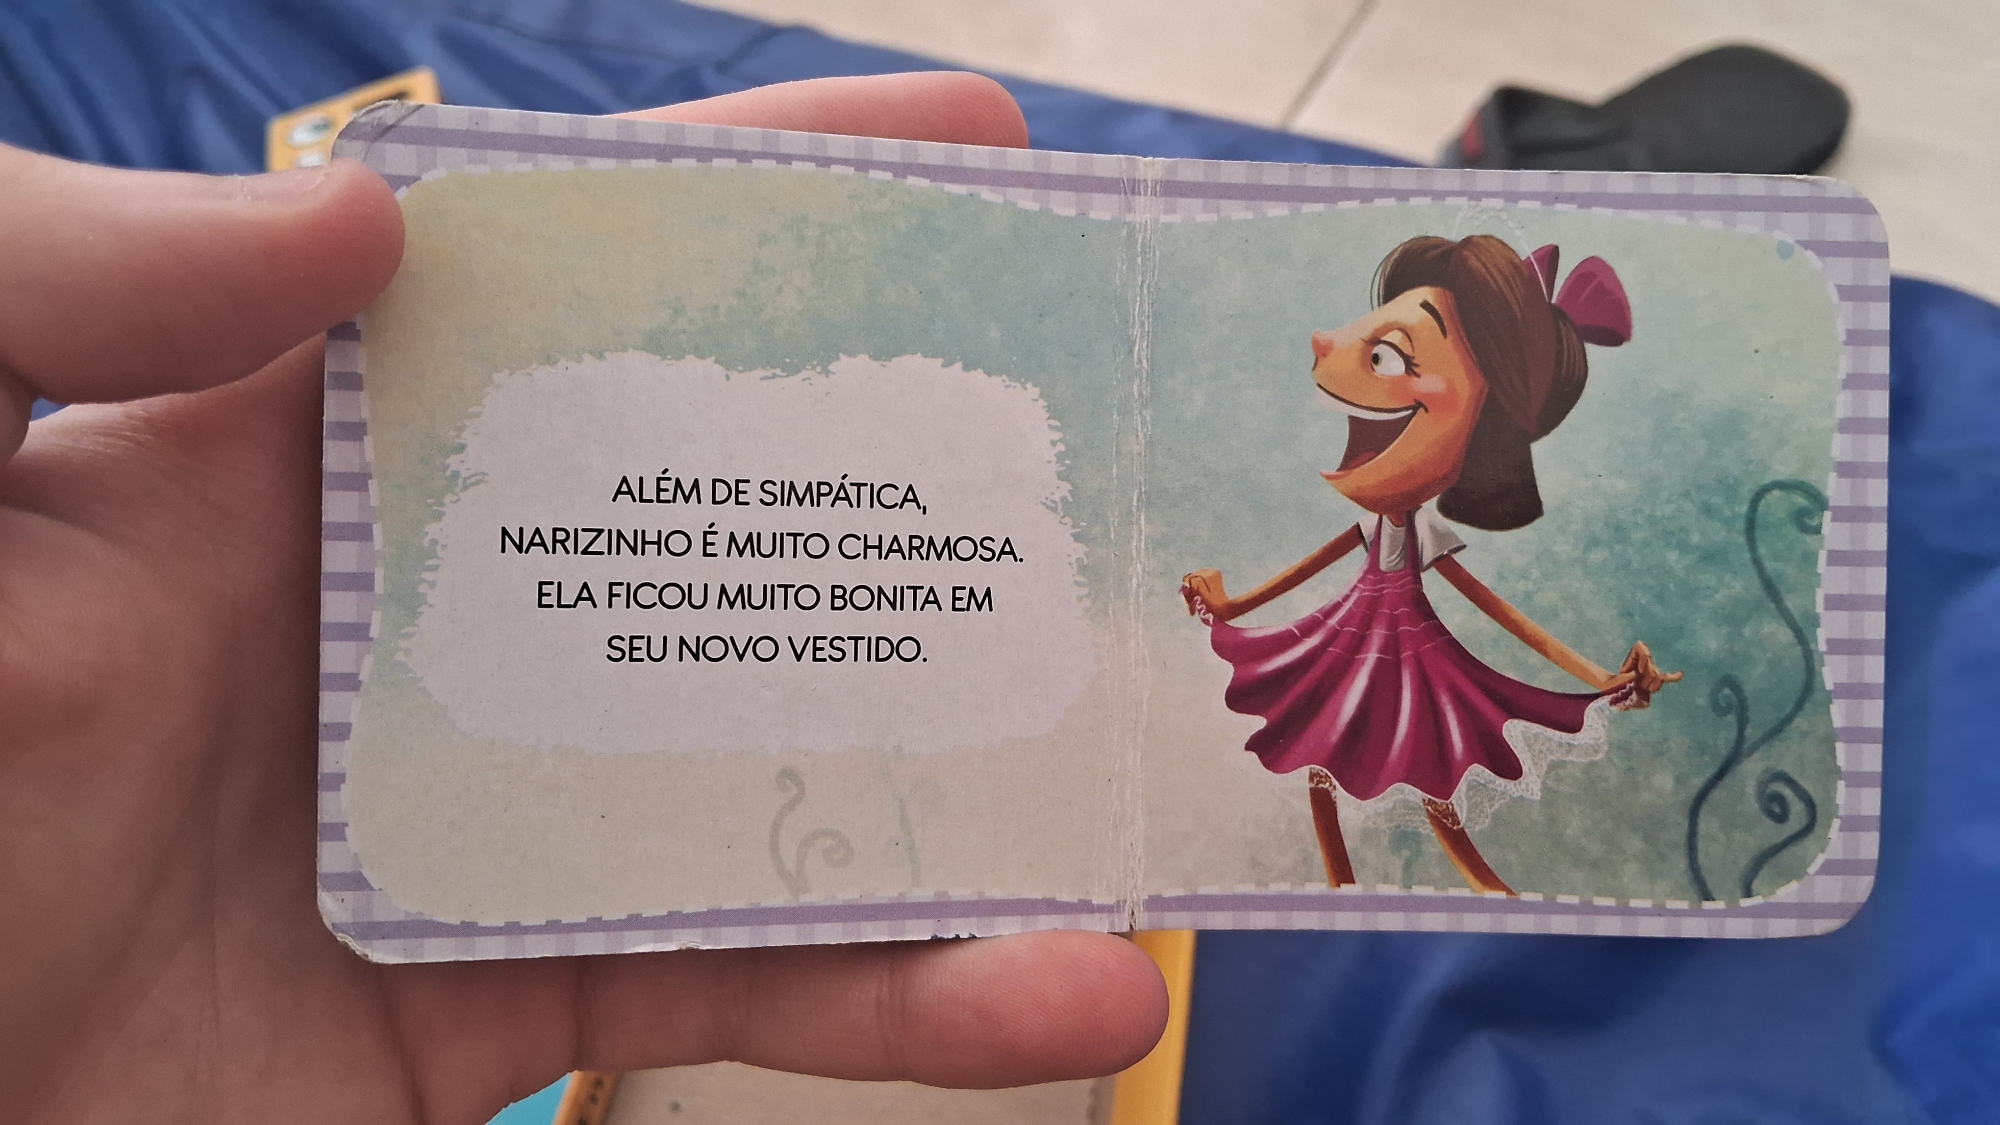 ALÉM DE SIMPÁTICA,
NARIZINHO É MUITO CHARMOSA.
ELA FICOU MUITO BONITA EM
SEU NOVO VESTIDO.